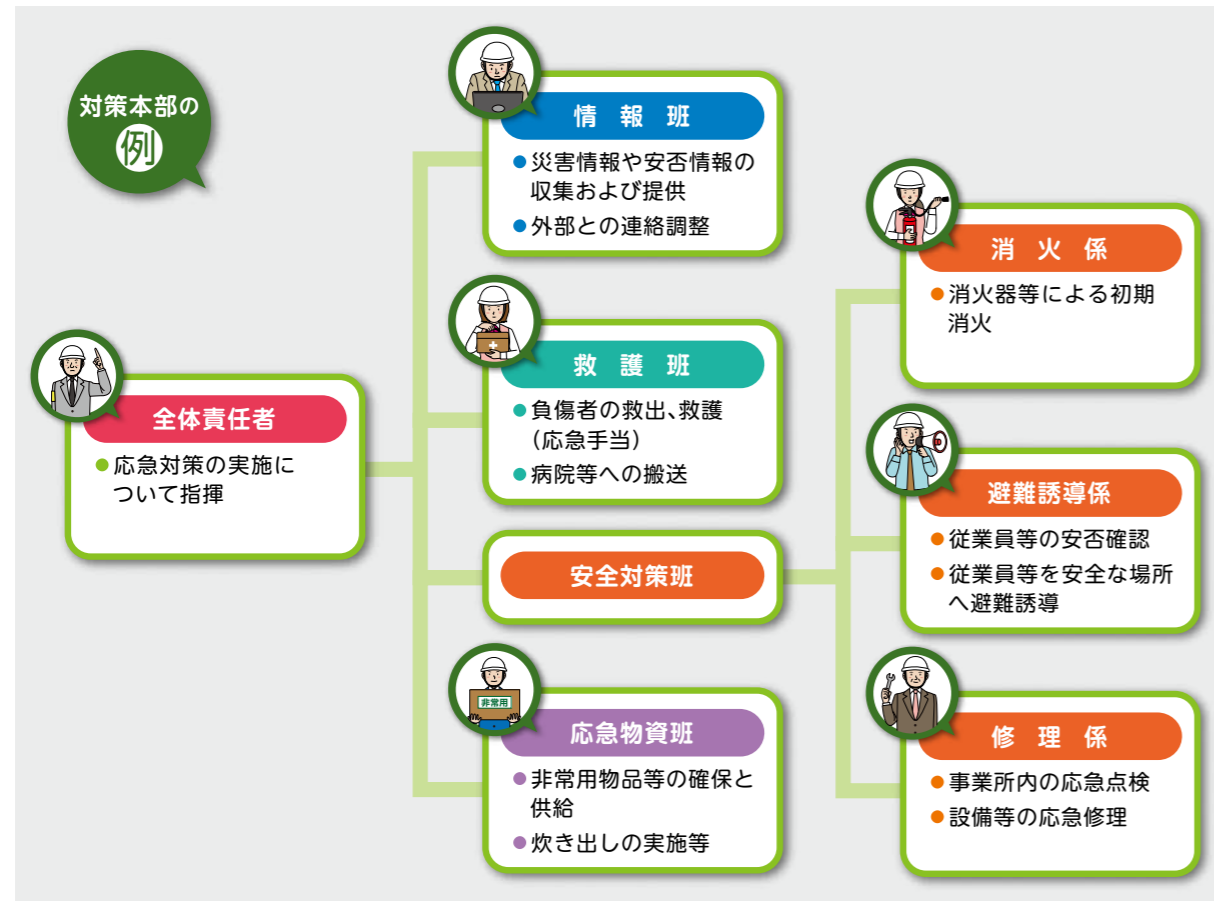 対策本部の
例
全体責任者
●応急対策の実施に
ついて指揮
情報班
●災害情報や安否情報の
収集および提供
●外部との連絡調整
救護班
●負傷者の救出、救護
（応急手当）
●病院等への搬送
安全対策班
非常用
応急物資班
●非常用物品等の確保と
供給
●炊き出しの実施等
消火係
●消火器等による初期
消火
避難誘導係
●従業員等の安否確認
●従業員等を安全な場所
へ避難誘導
修理係
●事業所内の応急点検
●設備等の応急修理